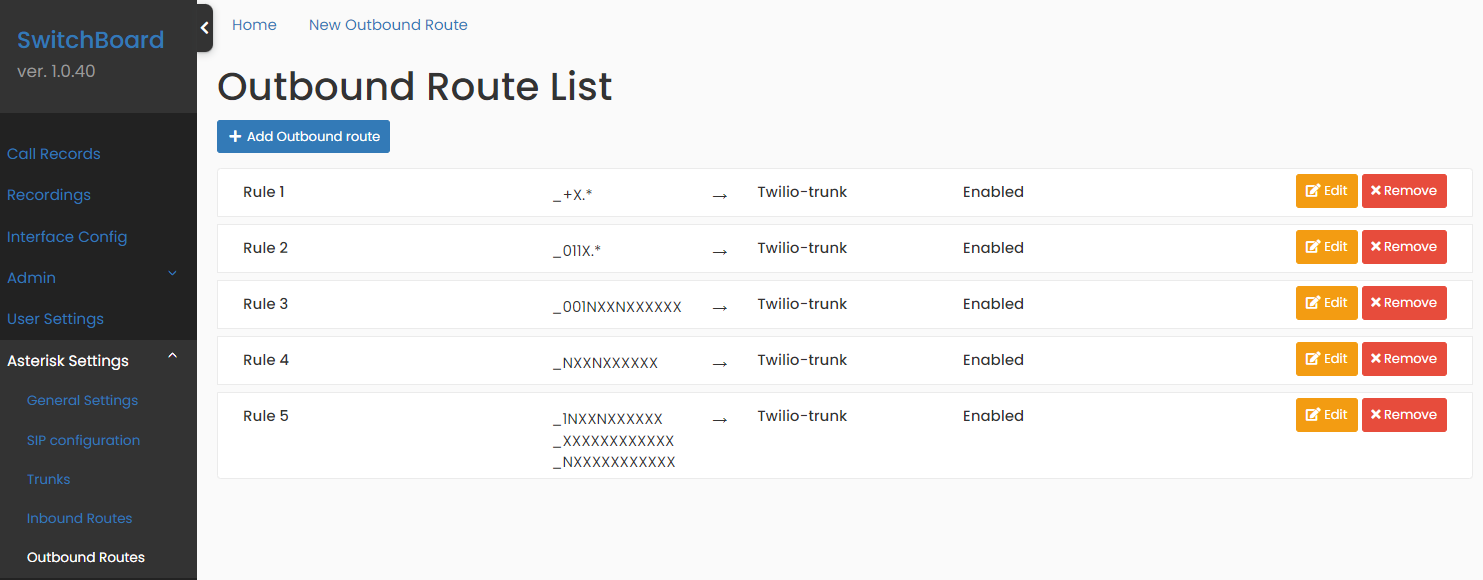 SwitchBoard
ver. 1.0.40
Call Records
Recordings
Interface Config
Admin
User Settings
Asterisk Settings
General Settings
SIP configuration
Trunks
Inbound Routes
Outbound Routes
Home New Outbound Route
Outbound Route List
+ Add Outbound route
Rule 1 _+X.* → Twilio-trunk Enabled Edit Remove
Rule 2 _011X.* → Twilio-trunk Enabled Edit Remove
Rule 3 _001NXXNXXXXXX → Twilio-trunk Enabled Edit Remove
Rule 4 _NXXNXXXXXX → Twilio-trunk Enabled Edit Remove
Rule 5 _1NXXNXXXXXX → Twilio-trunk Enabled Edit Remove
_XXXXXXXXXXXX
_NXXXXXXXXXXX